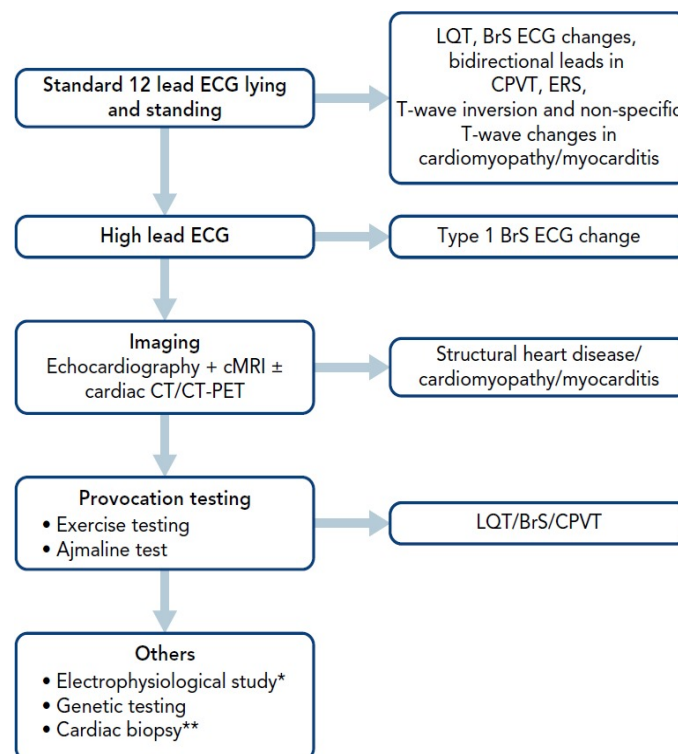 Standard 12 lead ECG lying
and standing
LQT, BrS ECG changes,
bidirectional leads in
CPVT, ERS,
T-wave inversion and non-specific
T-wave changes in
cardiomyopathy/myocarditis
High lead ECG
Type 1 BrS ECG change
Imaging
Echocardiography + cMRI ±
cardiac CT/CT-PET
Structural heart disease/
cardiomyopathy/myocarditis
Provocation testing
• Exercise testing
• Ajmaline test
LQT/BrS/CPVT
Others
• Electrophysiological study*
• Genetic testing
• Cardiac biopsy**